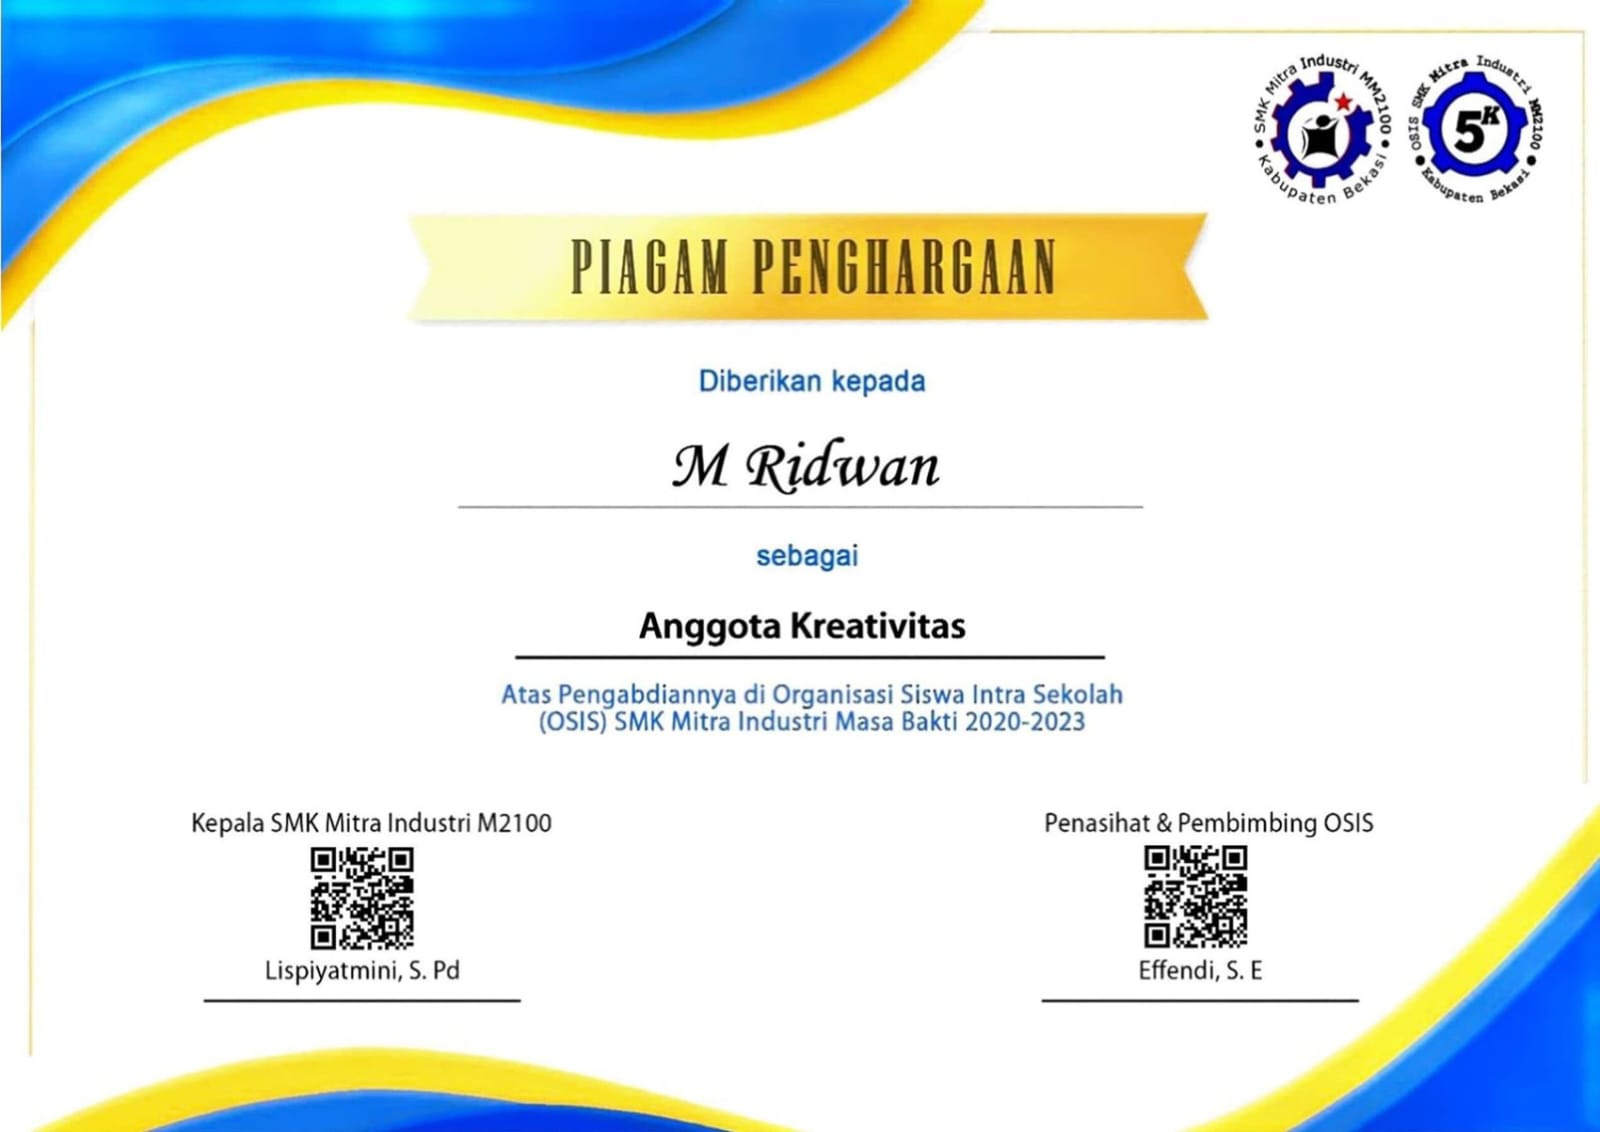 SMK Mitra Industri MM2100
Kabupaten Bekasi
OSIS SMK Mitra Industri MM2100
Kabupaten Bekasi
5K
PIAGAM PENGHARGAAN
Diberikan kepada
M Ridwan
sebagai
Anggota Kreativitas
Atas Pengabdiannya di Organisasi Siswa Intra Sekolah
(OSIS) SMK Mitra Industri Masa Bakti 2020-2023
Kepala SMK Mitra Industri M2100
Lispiyatmini, S. Pd
Penasihat & Pembimbing OSIS
Effendi, S. E